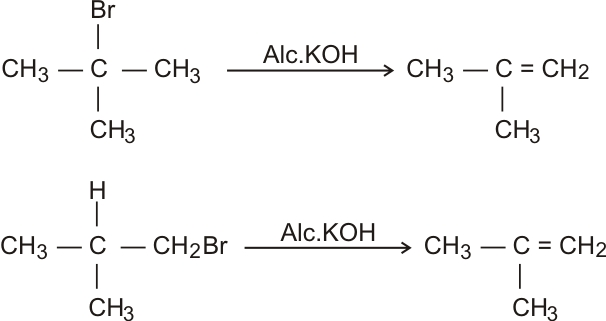 Br
CH3 — C — CH3 Alc.KOH CH3 — C = CH2
CH3 CH3
H
CH3 — C — CH2Br Alc.KOH CH3 — C = CH2
CH3 CH3